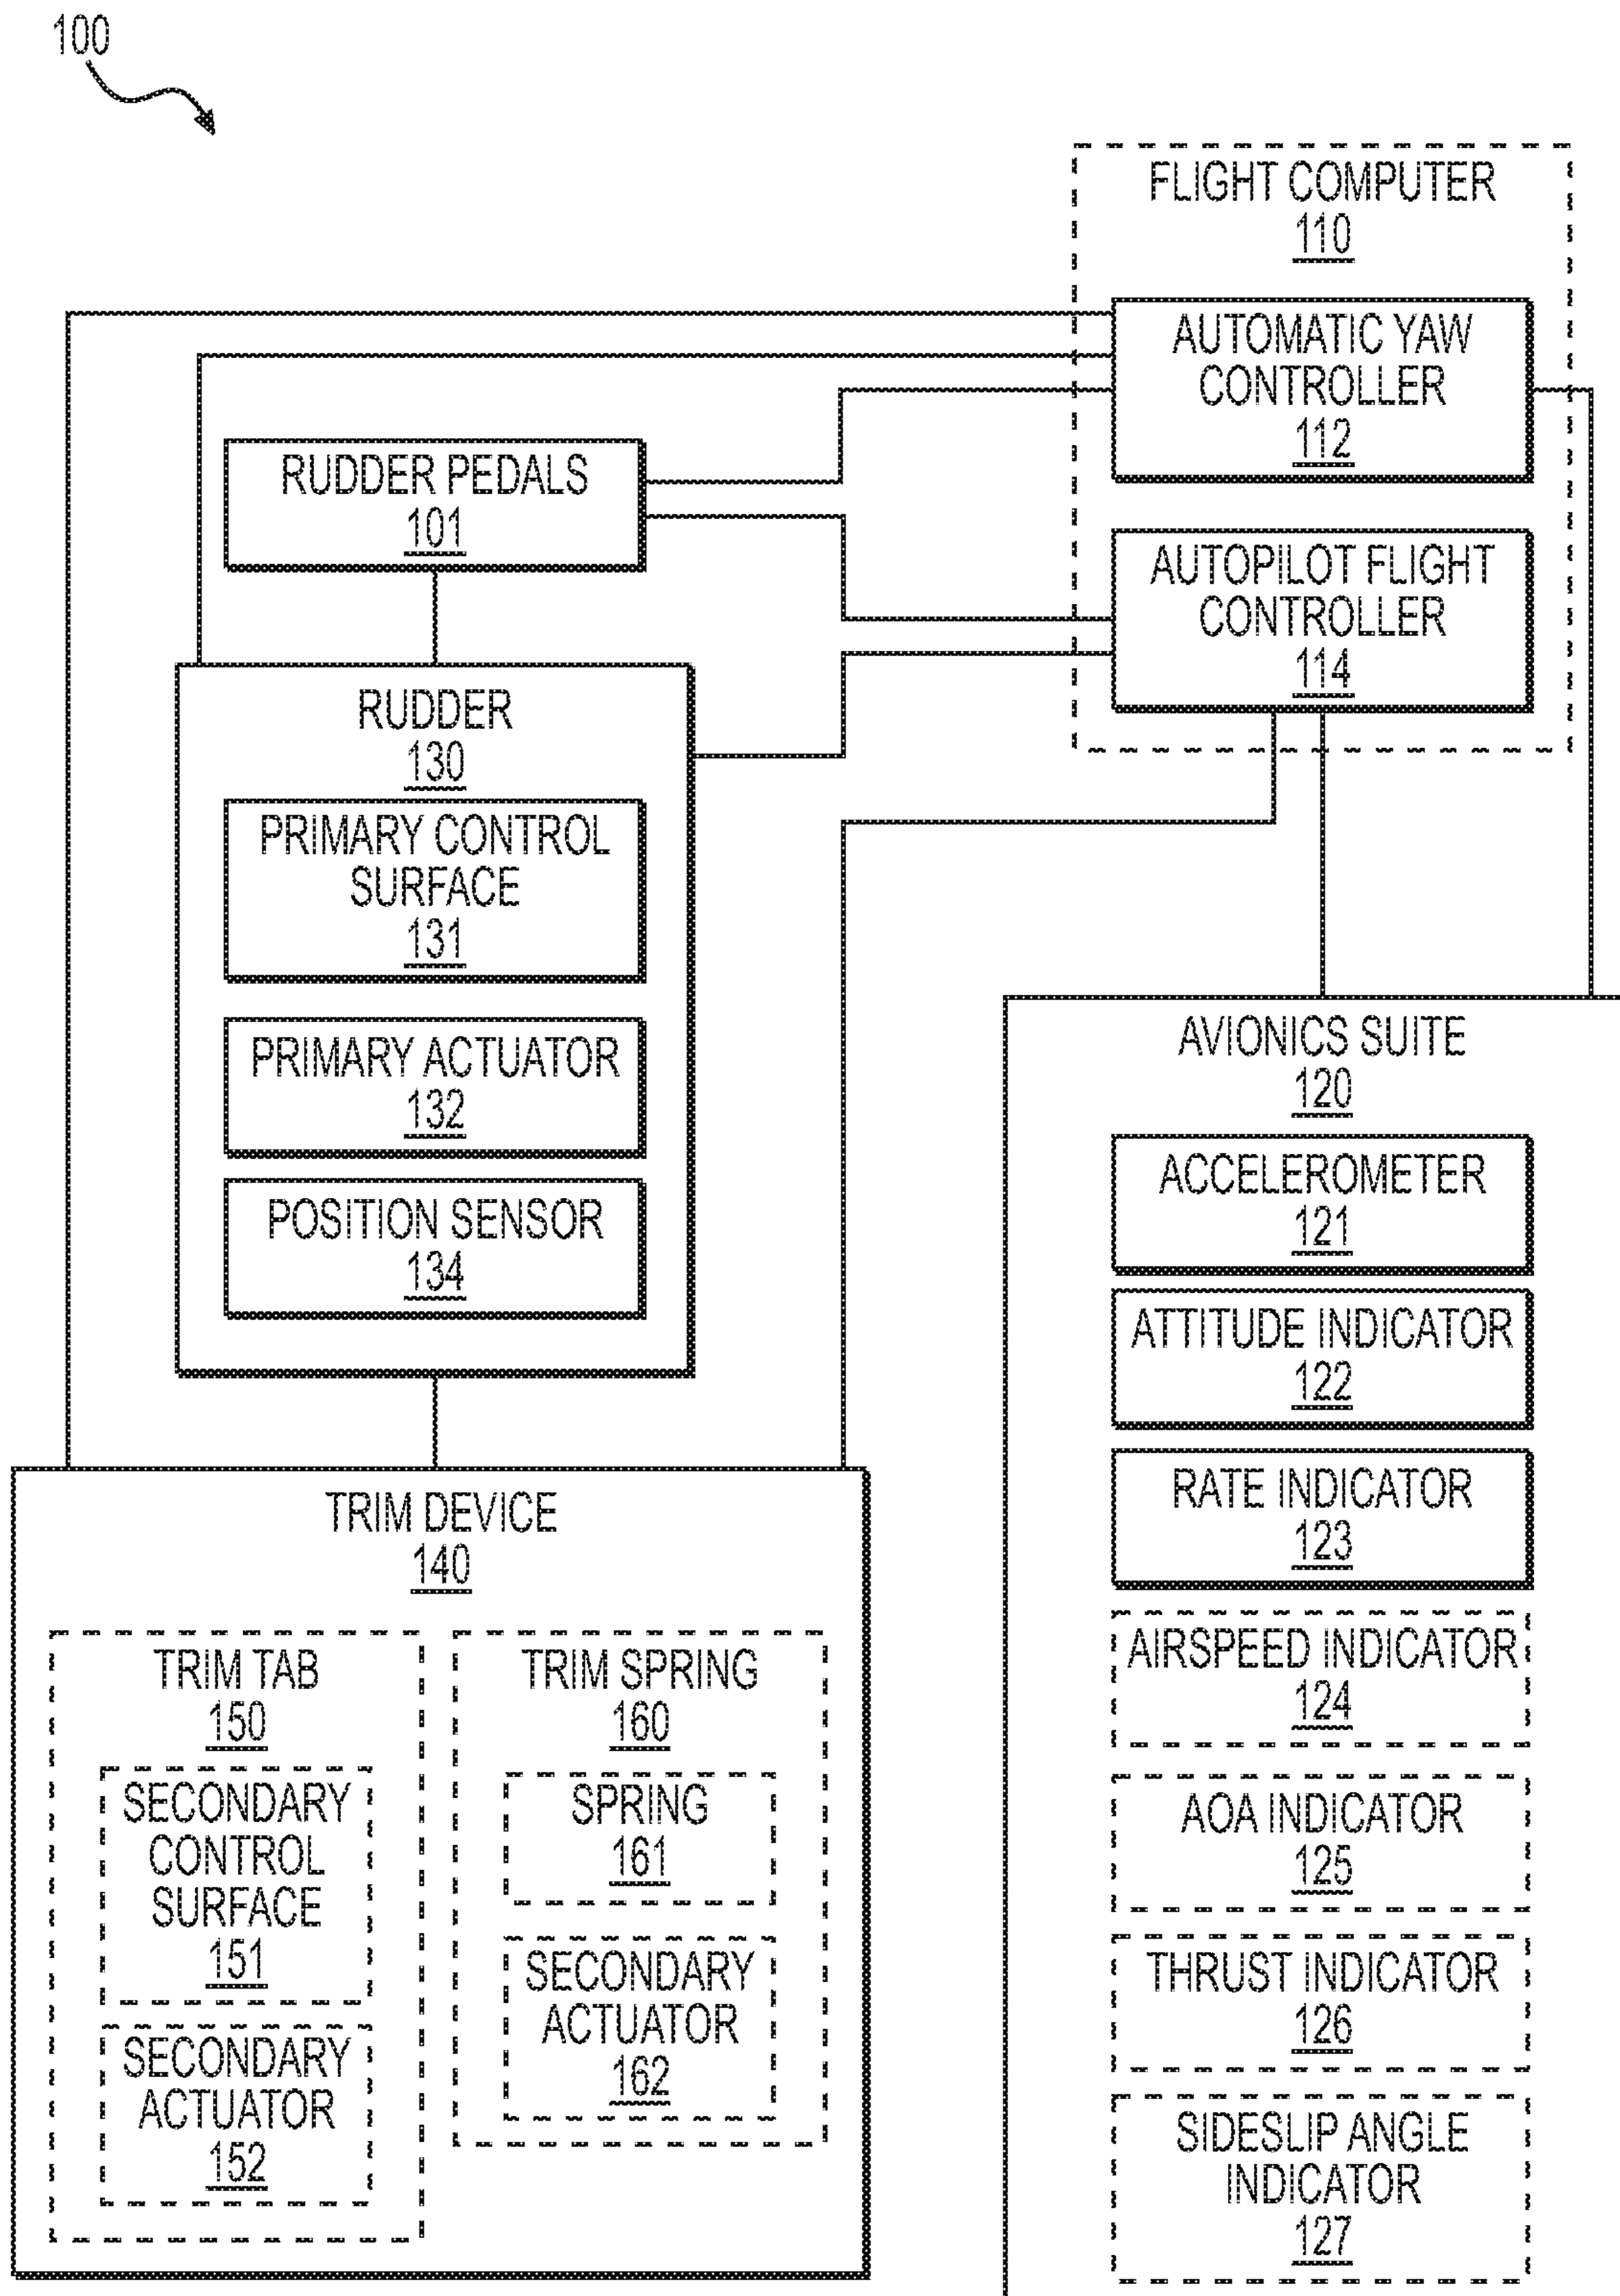 100
FLIGHT COMPUTER
110
AUTOMATIC YAW
CONTROLLER
112
AUTOPILOT FLIGHT
CONTROLLER
114
RUDDER PEDALS
101
RUDDER
130
PRIMARY CONTROL
SURFACE
131
PRIMARY ACTUATOR
132
POSITION SENSOR
134
TRIM DEVICE
140
TRIM TAB
150
SECONDARY
CONTROL
SURFACE
151
SECONDARY
ACTUATOR
152
TRIM SPRING
160
SPRING
161
SECONDARY
ACTUATOR
162
AVIONICS SUITE
120
ACCELEROMETER
121
ATTITUDE INDICATOR
122
RATE INDICATOR
123
AIRSPEED INDICATOR
124
AOA INDICATOR
125
THRUST INDICATOR
126
SIDESLIP ANGLE
INDICATOR
127